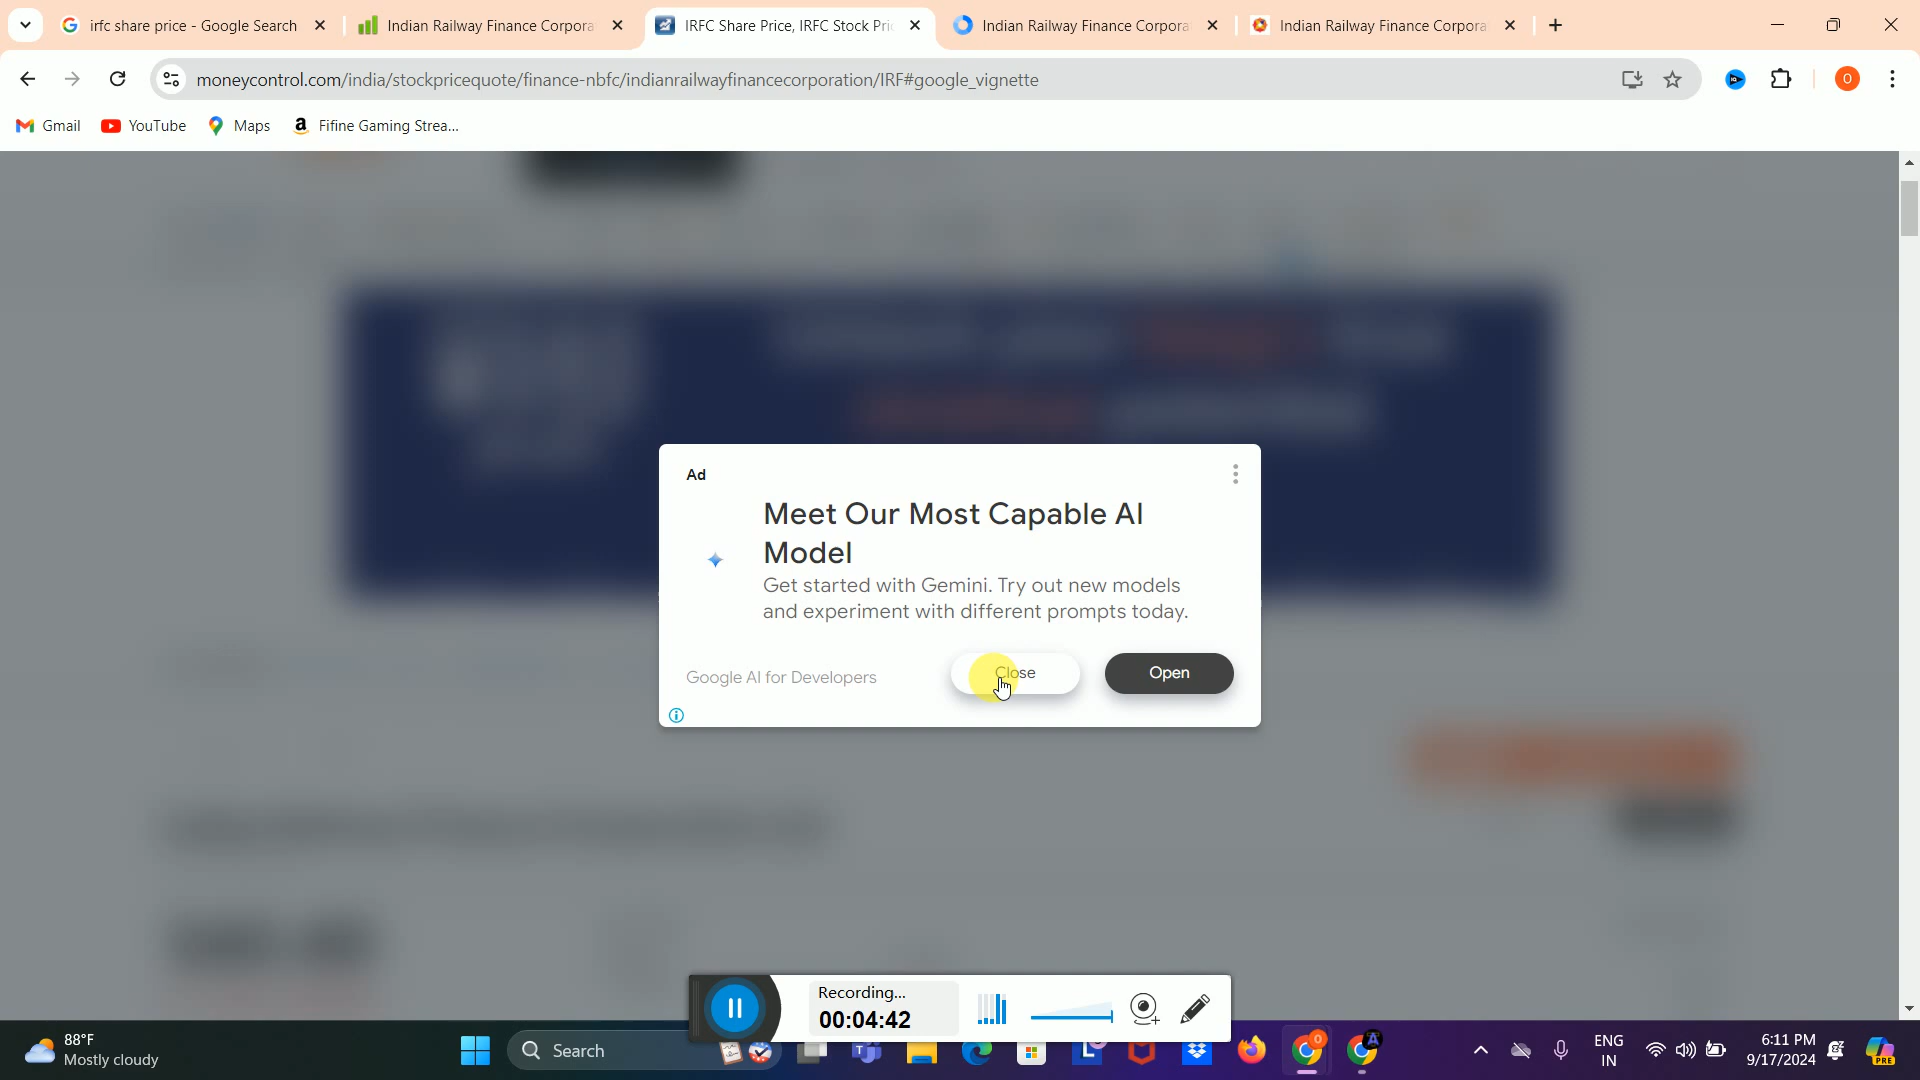 irfc share price - Google Search
Indian Railway Finance Corpora
IRFC Share Price, IRFC Stock Pri
Indian Railway Finance Corpora
Indian Railway Finance Corpora
moneycontrol.com/india/stockpricequote/finance-nbfc/indianrailwayfinancecorporation/IRF#google_vignette
O
Gmail
YouTube
Maps
Fifine Gaming Strea...
Ad
Meet Our Most Capable AI
Model
Get started with Gemini. Try out new models
and experiment with different prompts today.
Google AI for Developers
Close
Open
Recording...
00:04:42
88°F
Mostly cloudy
Search
ENG
IN
6:11 PM
9/17/2024
PRE